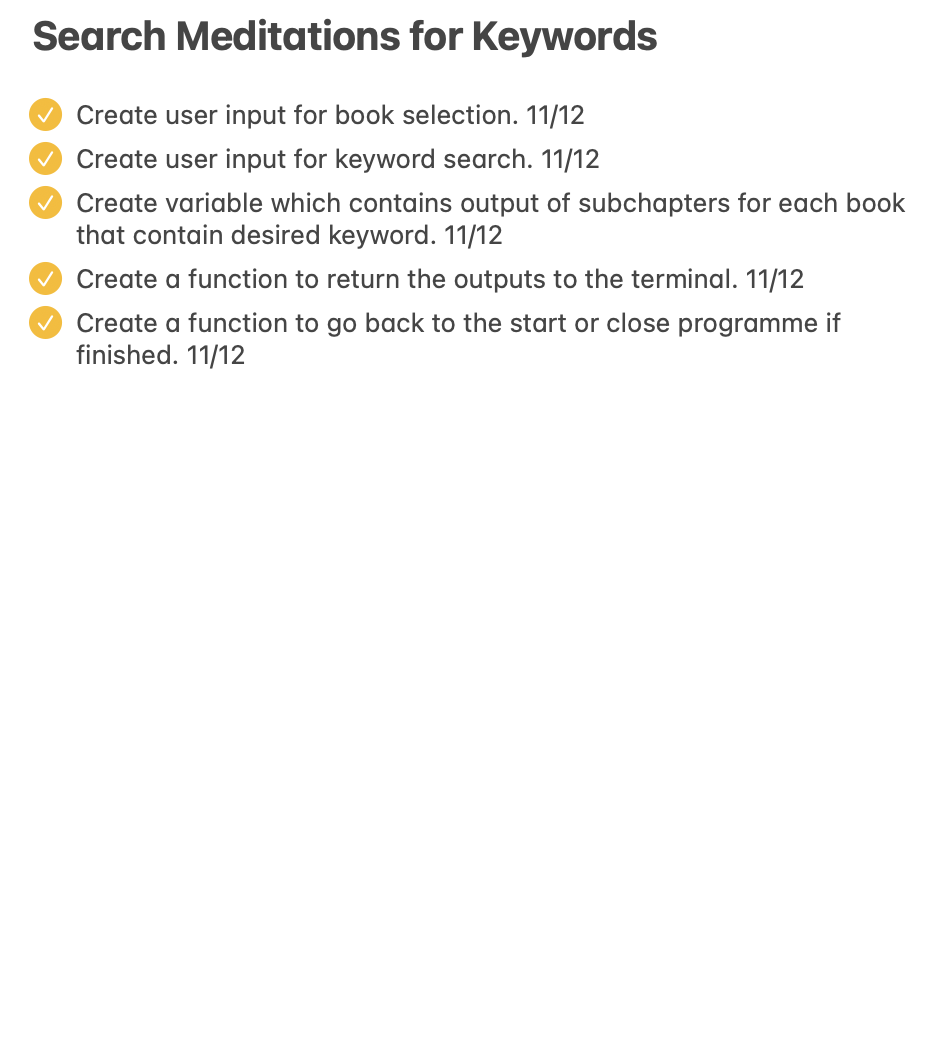 Search Meditations for Keywords
Create user input for book selection. 11/12
Create user input for keyword search. 11/12
Create variable which contains output of subchapters for each book
that contain desired keyword. 11/12
Create a function to return the outputs to the terminal. 11/12
Create a function to go back to the start or close programme if
finished. 11/12